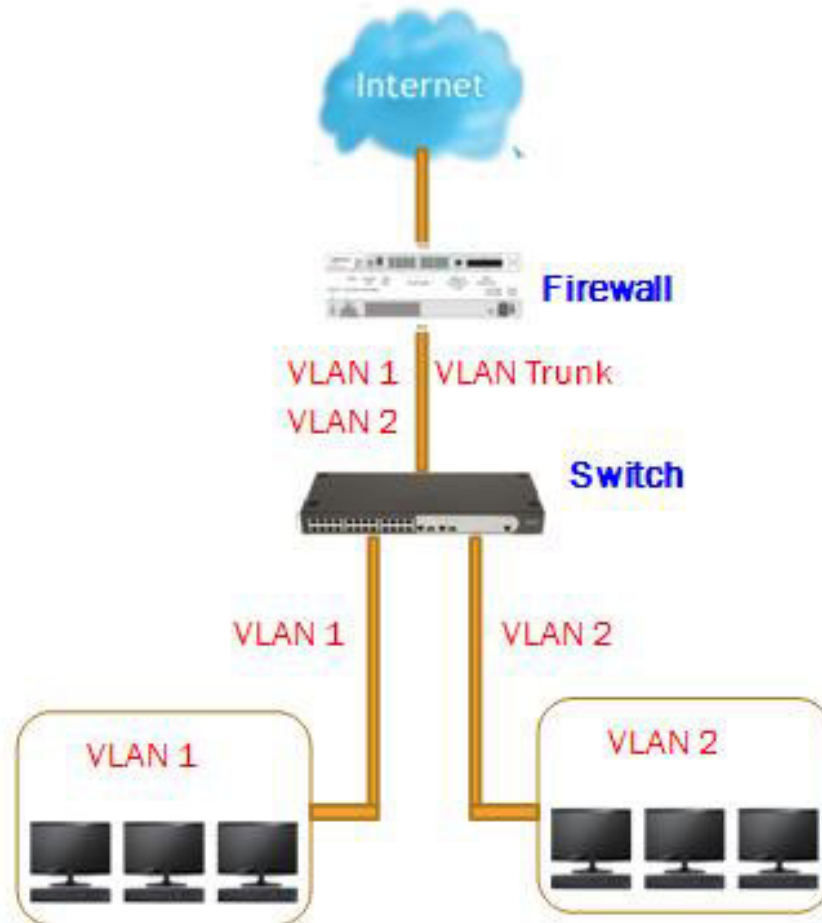 Internet
Firewall
VLAN 1 VLAN Trunk
VLAN 2
Switch
VLAN 1 VLAN 2
VLAN 1
VLAN 2